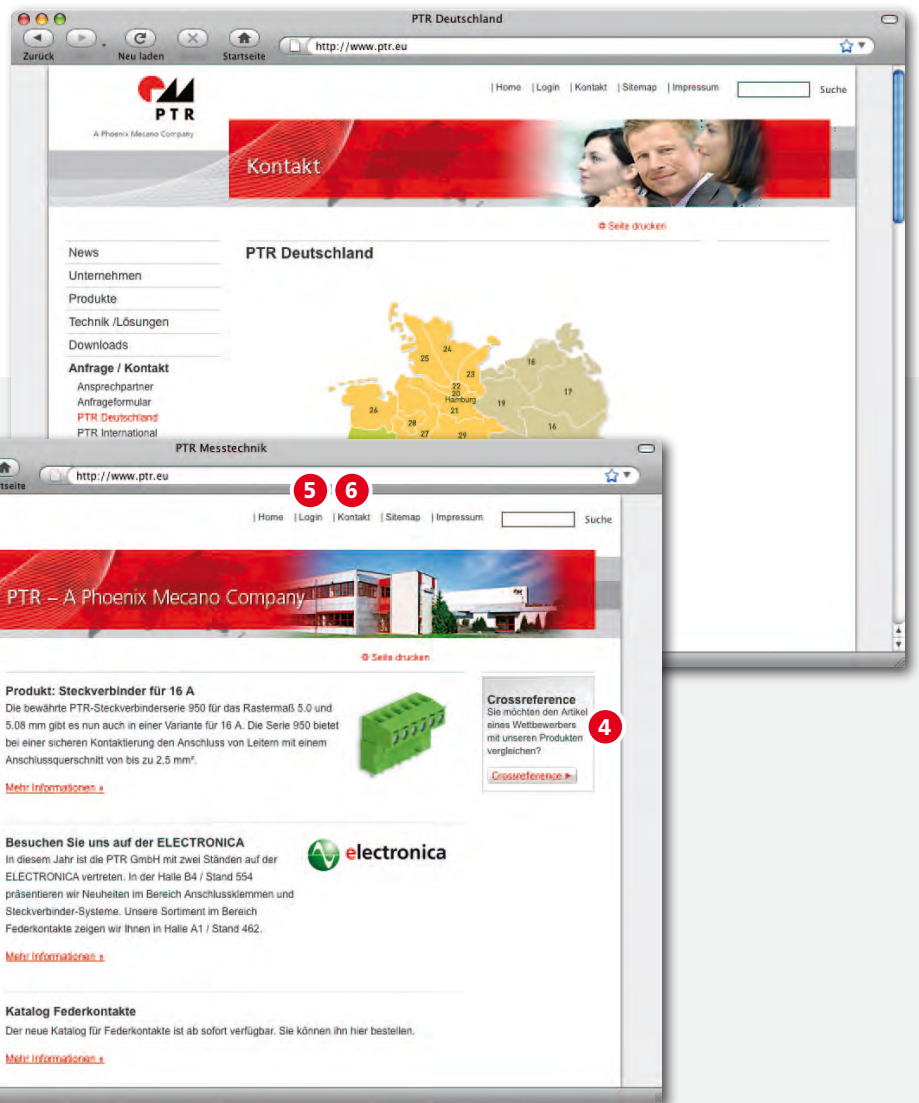 PTR Deutschland
Zurück
Neu laden
Startseite
http://www.ptr.eu
PTR
A Phoenix Mecano Company
| Home | Login | Kontakt | Sitemap | Impressum
Suche
Kontakt
Seite drucken
News
Unternehmen
Produkte
Technik /Lösungen
Downloads
Anfrage / Kontakt
Ansprechpartner
Anfrageformular
PTR Deutschland
PTR International
PTR Deutschland
24
25
23
22
20
Hamburg
21
26
28
27
29
18
17
19
16
PTR Messtechnik
tseite
http://www.ptr.eu
5 6
| Home | Login | Kontakt | Sitemap | Impressum
Suche
PTR – A Phoenix Mecano Company
Seite drucken
Produkt: Steckverbinder für 16 A
Die bewährte PTR-Steckverbinderserie 950 für das Rastermaß 5.0 und
5.08 mm gibt es nun auch in einer Variante für 16 A. Die Serie 950 bietet
bei einer sicheren Kontaktierung den Anschluss von Leitern mit einem
Anschlussquerschnitt von bis zu 2,5 mm².
Mehr Informationen »
Crossreference
Sie möchten den Artikel
eines Wettbewerbers
mit unseren Produkten
vergleichen?
Crossreference
4
Besuchen Sie uns auf der ELECTRONICA
In diesem Jahr ist die PTR GmbH mit zwei Ständen auf der
ELECTRONICA vertreten. In der Halle B4 / Stand 554
präsentieren wir Neuheiten im Bereich Anschlussklemmen und
Steckverbinder-Systeme. Unsere Sortiment im Bereich
Federkontakte zeigen wir Ihnen in Halle A1 / Stand 462.
Mehr Informationen »
electronica
Katalog Federkontakte
Der neue Katalog für Federkontakte ist ab sofort verfügbar. Sie können ihn hier bestellen.
Mehr Informationen »